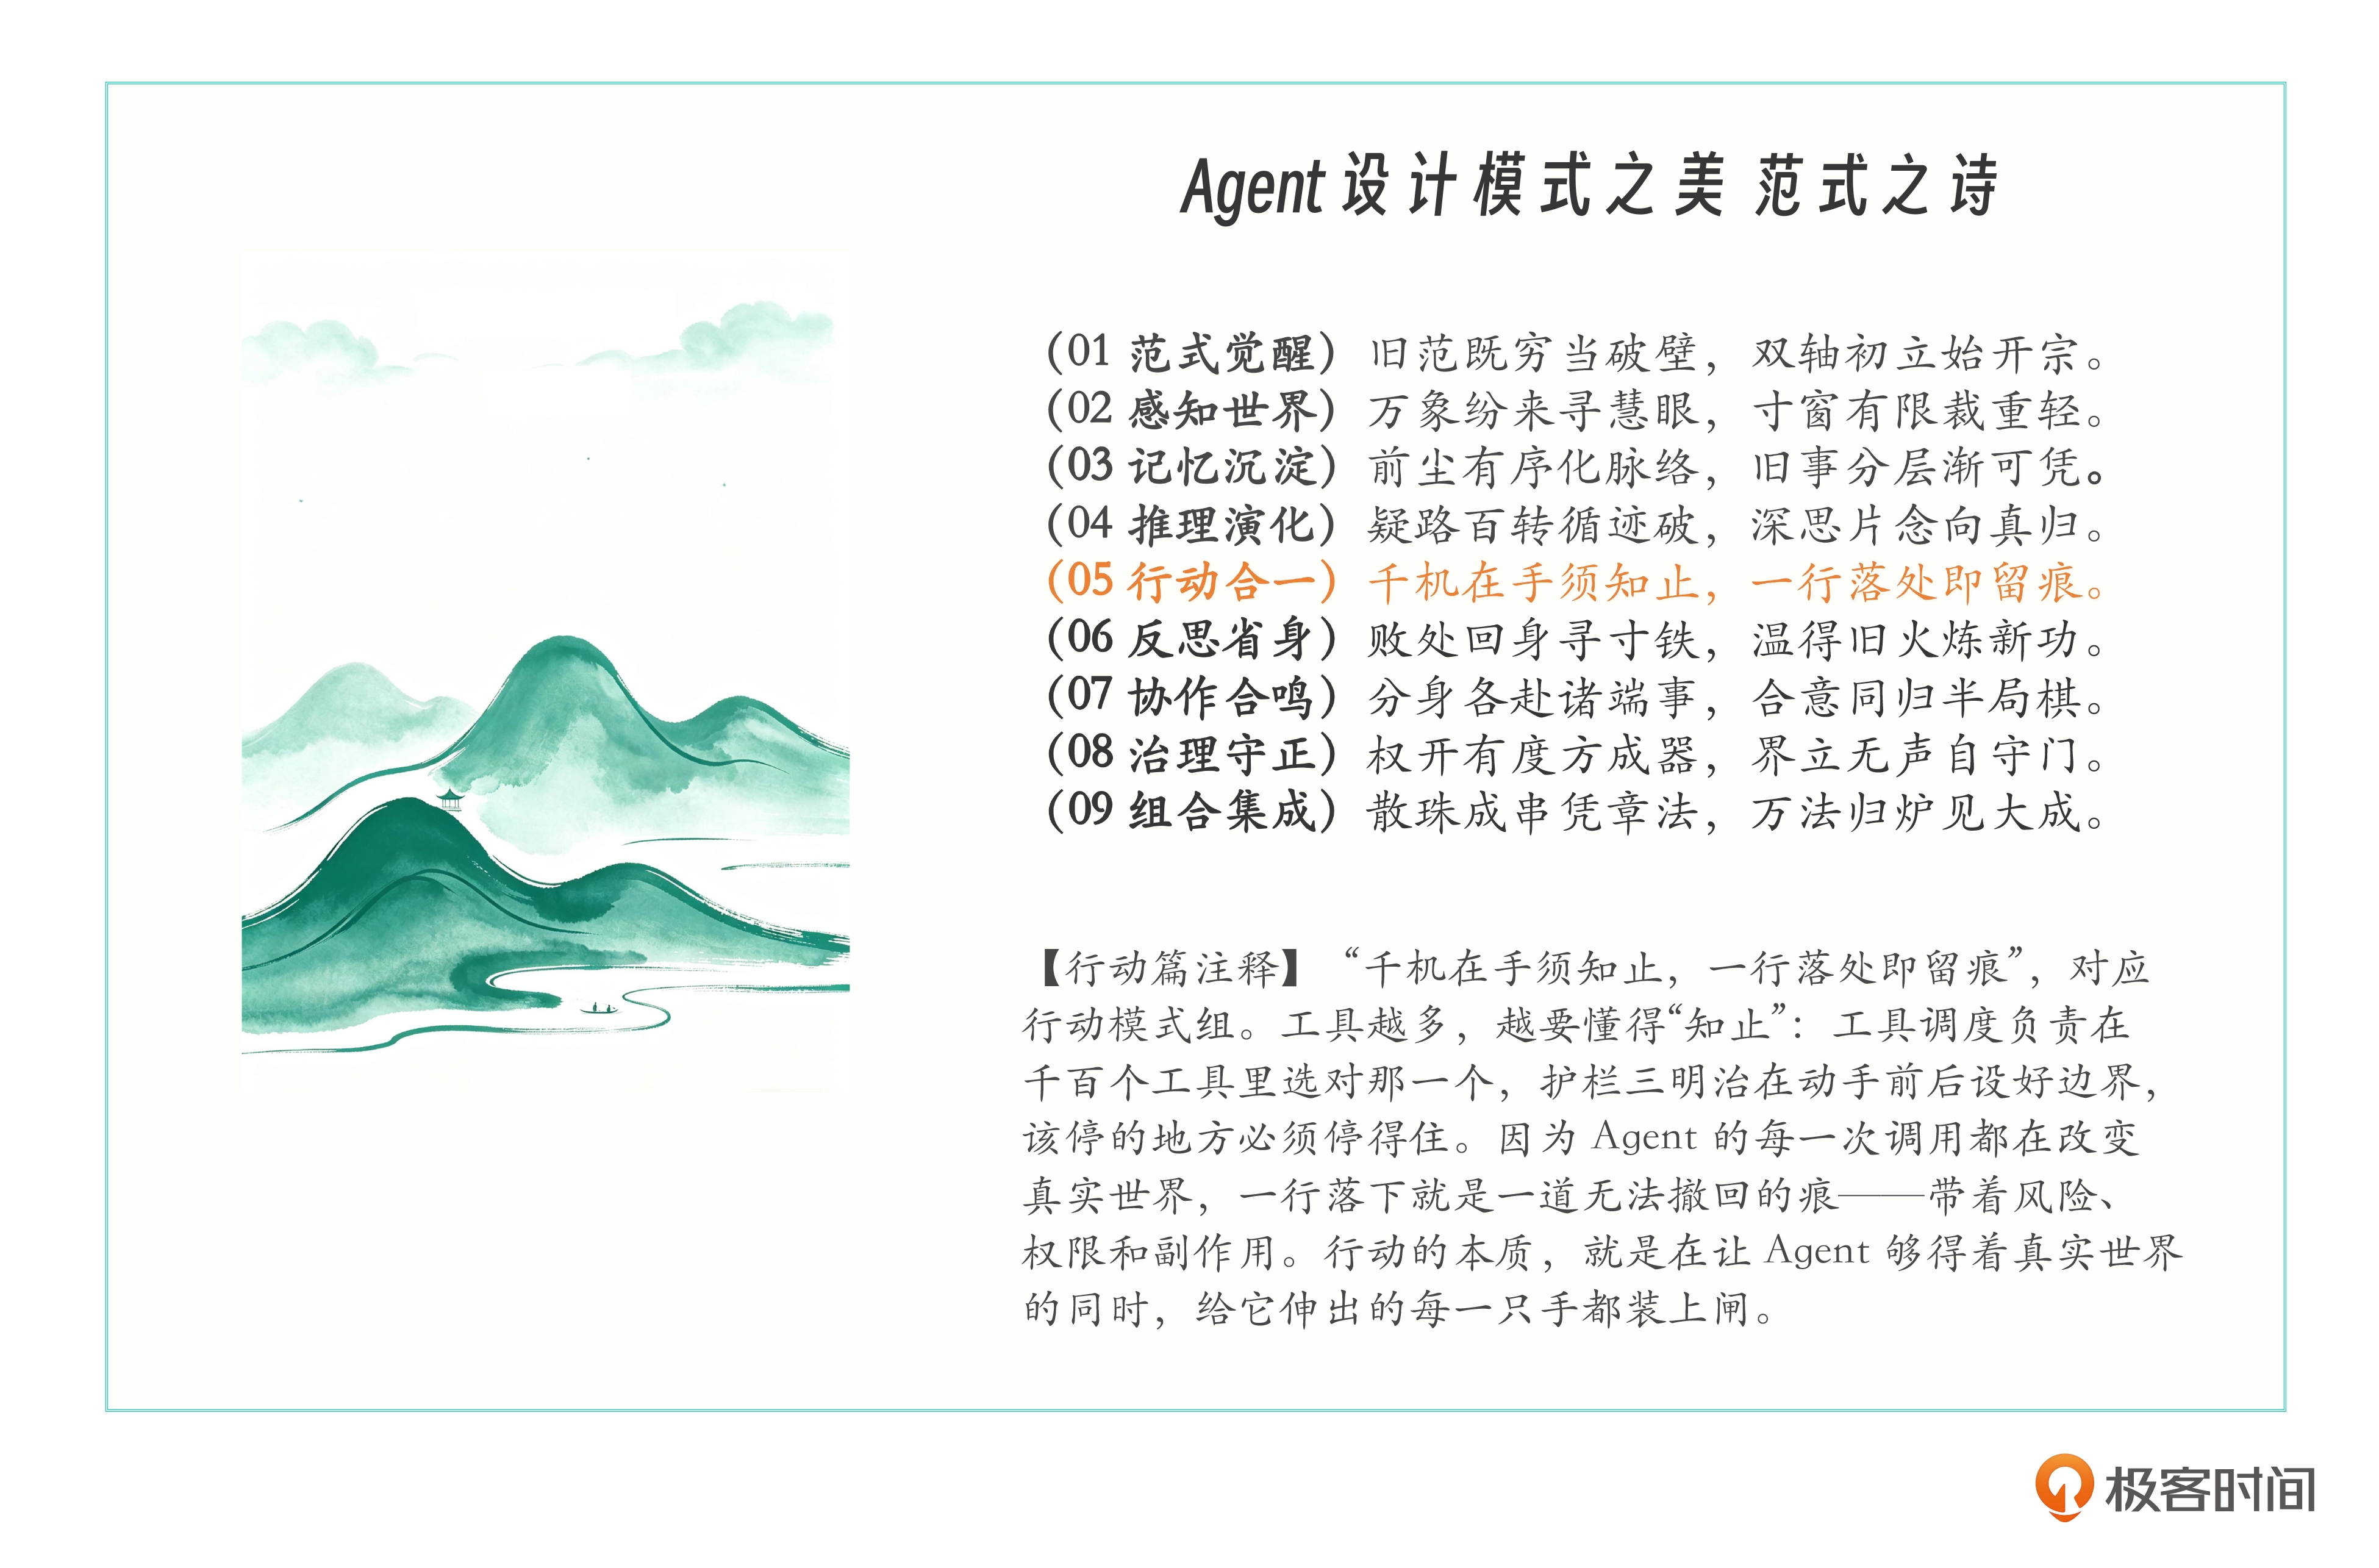 Agent 设计模式之美 范式之诗
（01 范式觉醒）旧范既穷当破壁，双轴初立始开宗。
（02 感知世界）万象纷来寻慧眼，寸窗有限裁重轻。
（03 记忆沉淀）前尘有序化脉络，旧事分层渐可凭。
（04 推理演化）疑路百转循迹破，深思片念向真归。
（05 行动合一）千机在手须知止，一行落处即留痕。
（06 反思省身）败处回身寻寸铁，温得旧火炼新功。
（07 协作合鸣）分身各赴诸端事，合意同归半局棋。
（08 治理守正）权开有度方成器，界立无声自守门。
（09 组合集成）散珠成串凭章法，万法归炉见大成。
【行动篇注释】“千机在手须知止，一行落处即留痕”，对应
行动模式组。工具越多，越要懂得“知止”：工具调度负责在
千百个工具里选对那一个，护栏三明治在动手前后设好边界，
该停的地方必须停得住。因为 Agent 的每一次调用都在改变
真实世界，一行落下就是一道无法撤回的痕——带着风险、
权限和副作用。行动的本质，就是在让 Agent 够得着真实世界
的同时，给它伸出的每一只手都装上闸。
极客时间